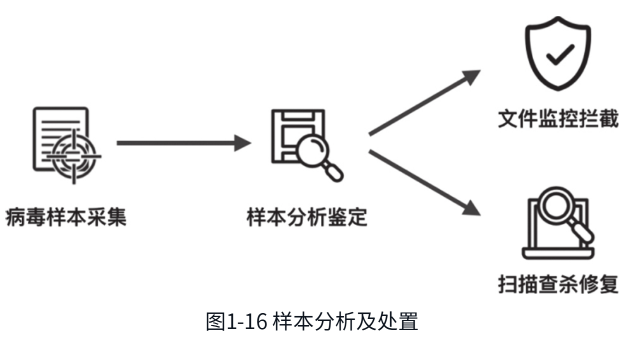 病毒样本采集
样本分析鉴定
文件监控拦截
扫描查杀修复
图1-16 样本分析及处置